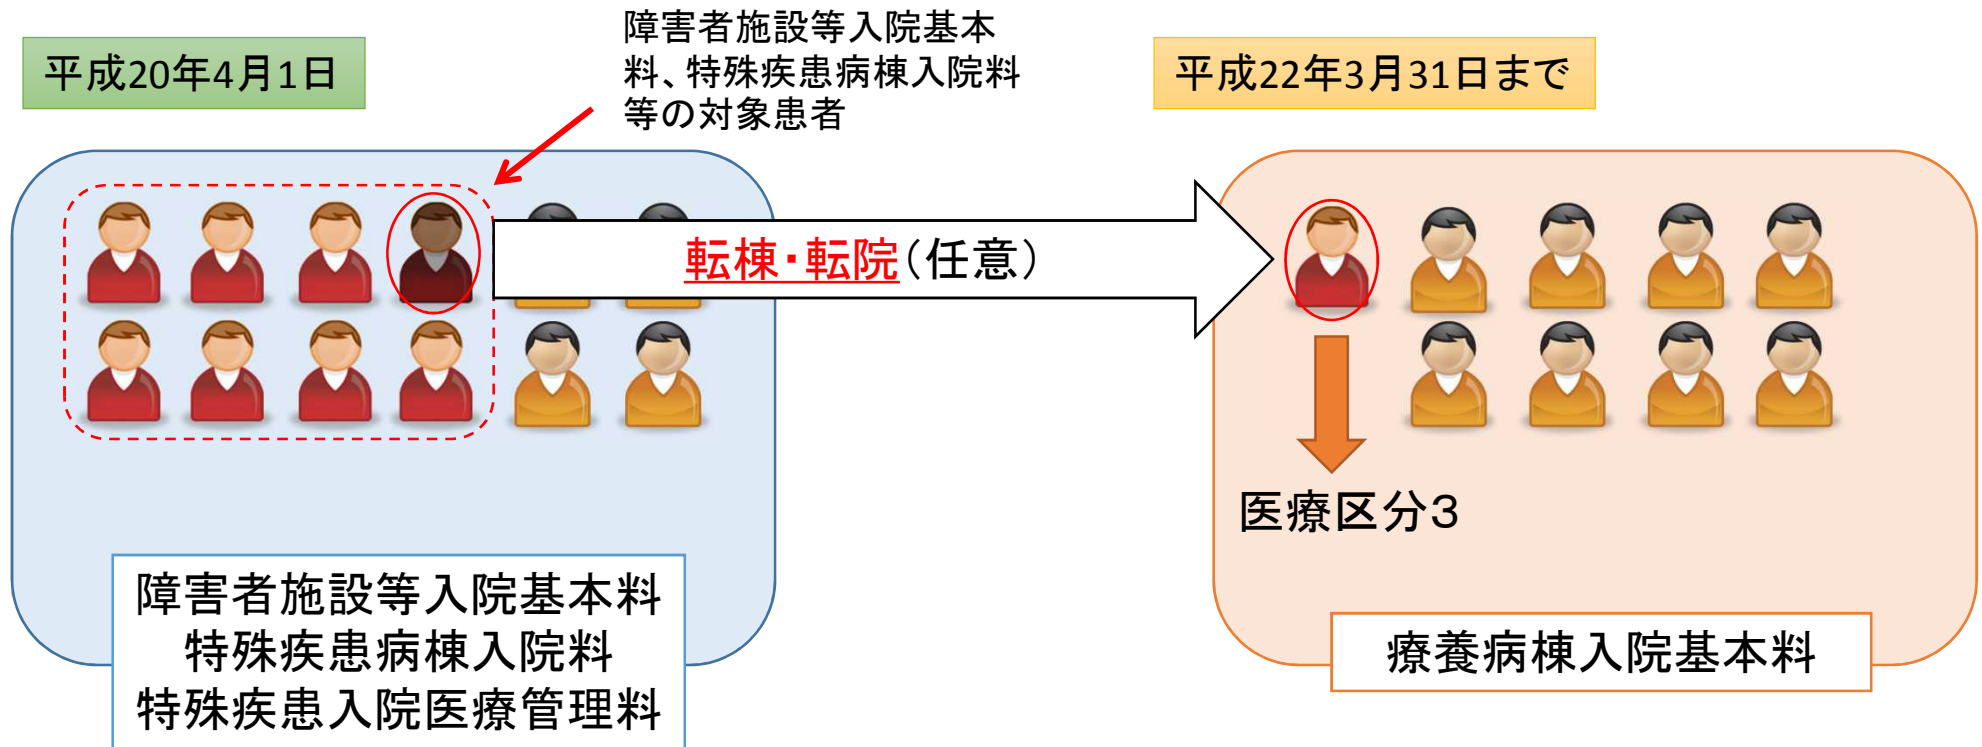 平成20年4月1日
障害者施設等入院基本
料、特殊疾患病棟入院料
等の対象患者
平成22年3月31日まで
転棟・転院(任意)
医療区分3
障害者施設等入院基本料
特殊疾患病棟入院料
特殊疾患入院医療管理料
療養病棟入院基本料